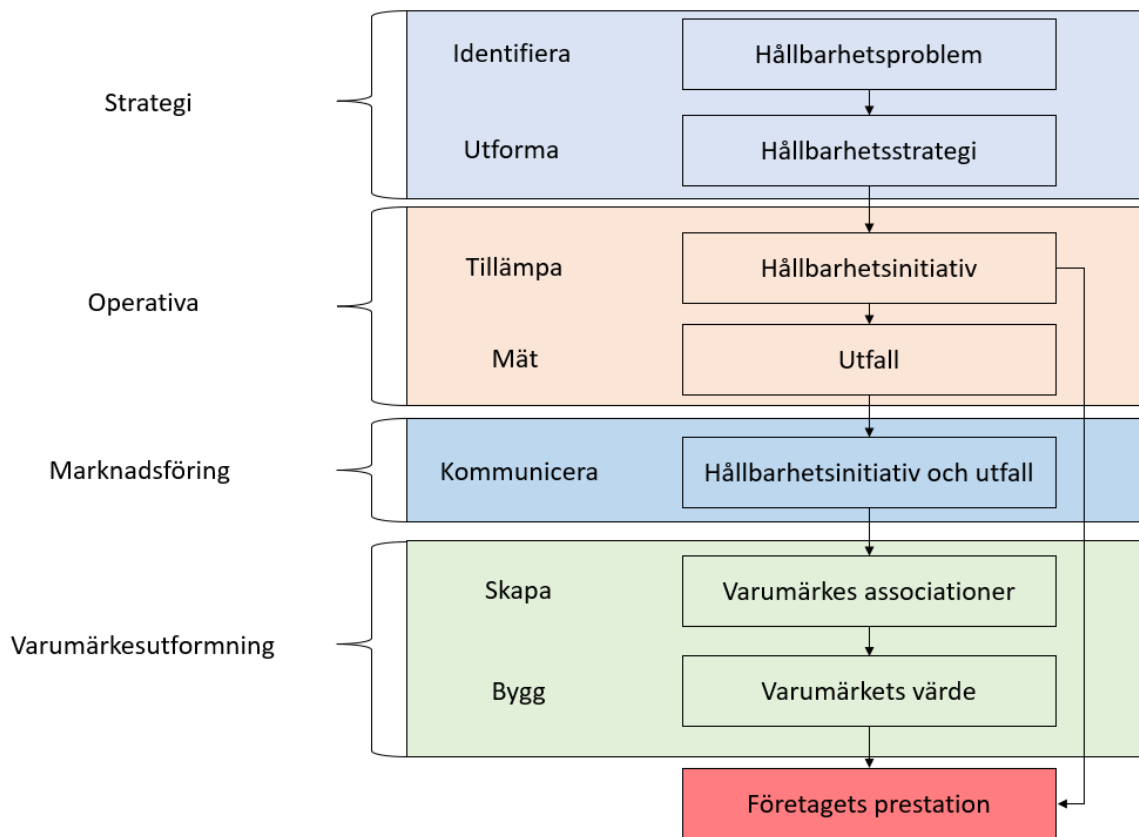 Strategi
Identifiera
Hållbarhetsproblem
Utforma
Hållbarhetsstrategi
Operativa
Tillämpa
Hållbarhetsinitiativ
Mät
Utfall
Marknadsföring
Kommunicera
Hållbarhetsinitiativ och utfall
Varumärkesutformning
Skapa
Varumärkes associationer
Bygg
Varumärkets värde
Företagets prestation